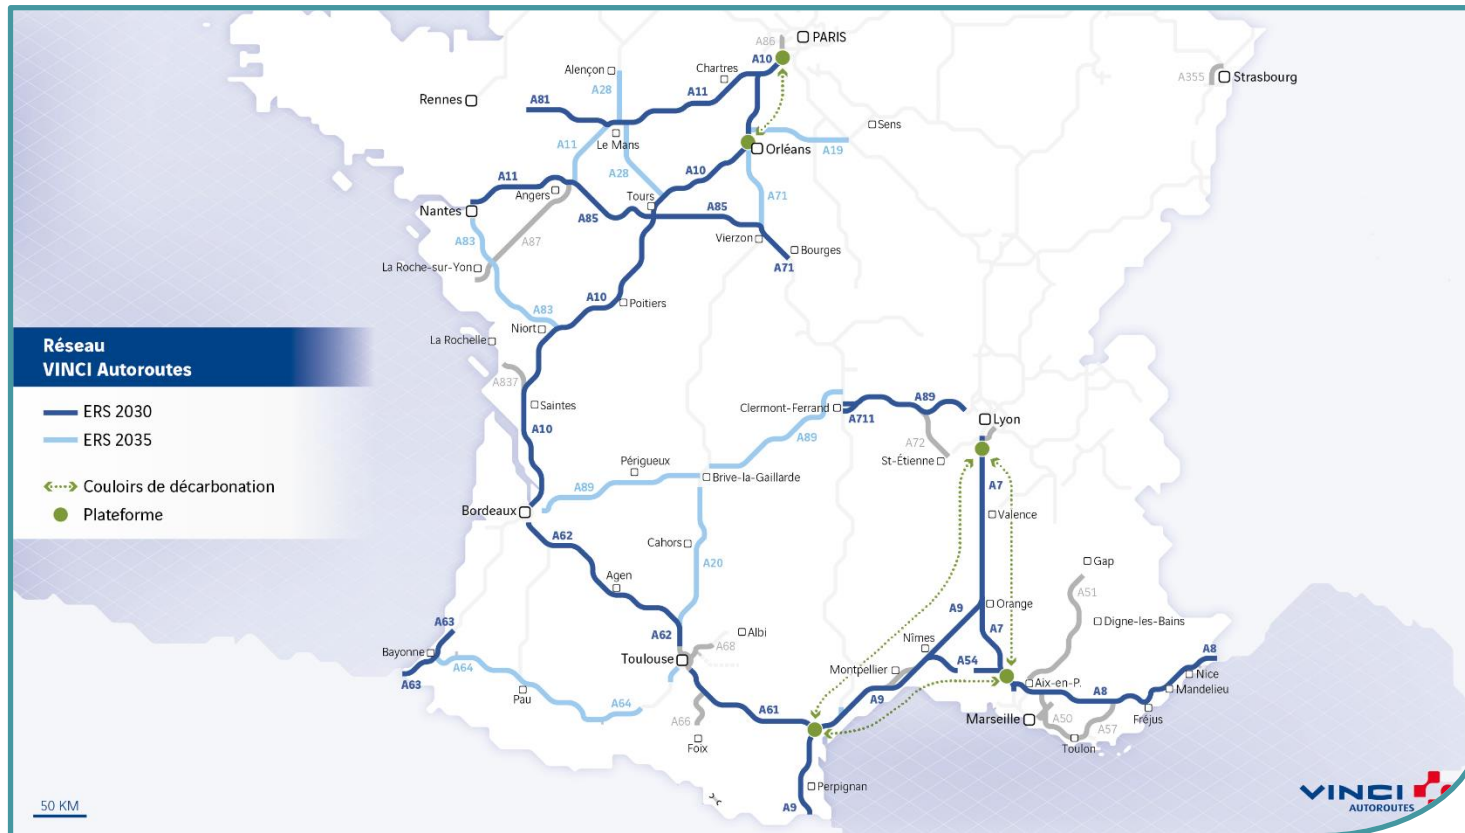 A86
PARIS
A10
Alençon
Chartres
A355
Strasbourg
Rennes
A81
A28
A11
Sens
Le Mans
A11
A28
Orléans
A19
A10
A11
Angers
Tours
A71
Nantes
A85
A85
A83
A87
Vierzon
Bourges
A71
La Roche-sur-Yon
A10
Poitiers
A83
Niort
La Rochelle
Réseau
VINCI Autoroutes
ERS 2030
ERS 2035
Couloirs de décarbonation
Plateforme
A837
Saintes
A10
Clermont-Ferrand
A711
A89
Lyon
A72
St-Étienne
A89
Périgueux
Brive-la-Gaillarde
A89
A7
Valence
Bordeaux
A62
Cahors
A20
Agen
Gap
A51
A9
Orange
Digne-les-Bains
A63
A62
Albi
A68
Nîmes
A7
Bayonne
Toulouse
Montpellier
A54
A8
A64
A63
Pau
A64
A66
A61
Foix
A9
Aix-en-P.
A8
Nice
Mandelieu
Marseille
A50
A57
Fréjus
Toulon
Perpignan
A9
50 KM
VINCI
AUTOROUTES